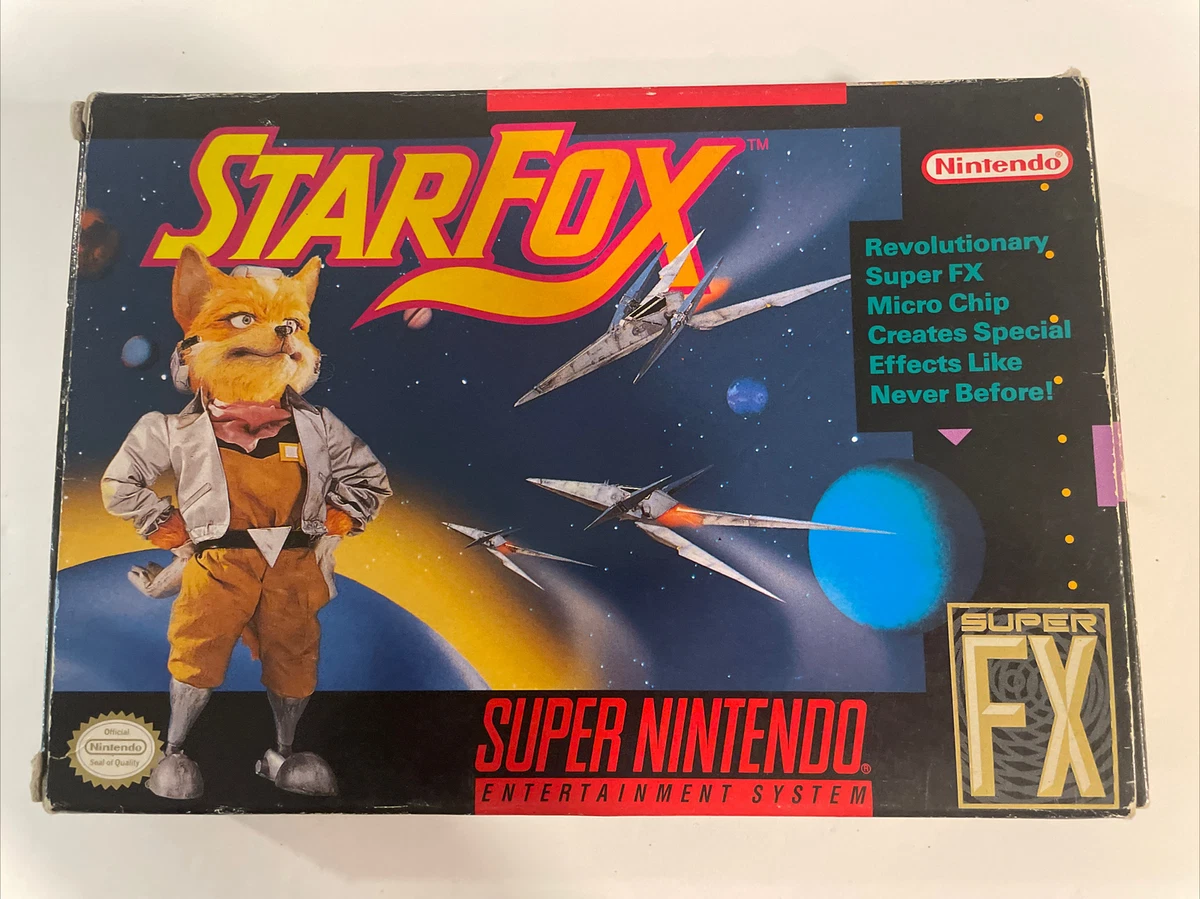 STARFOX™
Nintendo®
Revolutionary
Super FX
Micro Chip
Creates Special
Effects Like
Never Before!
SUPER
FX
SUPER NINTENDO®
ENTERTAINMENT SYSTEM
Official
Nintendo
Seal of Quality